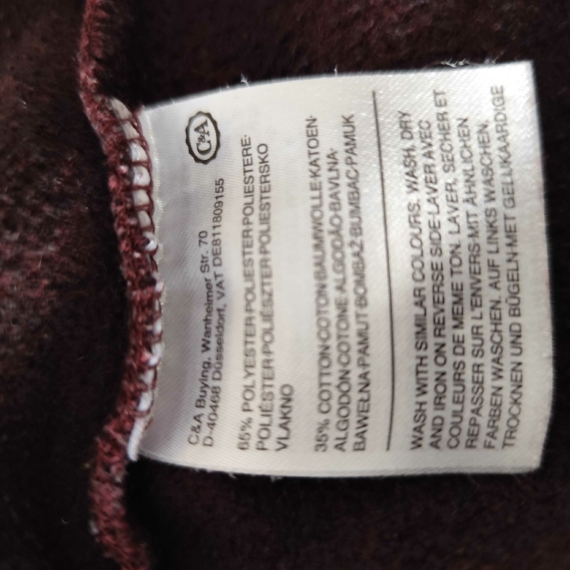 C&A
C&A Buying, Wanheimer Str. 70
D-40468 Düsseldorf, VAT DE811809155
65% POLYESTER·POLIESTERE·
POLIÉSTER·POLIÉSZTER·POLIESTERSKO
VLAKNO
35% COTTON·COTON·BAUMWOLLE·KATOEN·
ALGODÓN·COTOINE·ALGODÃO·BAVLNA·
BAWEŁNA·PAMUT·BOMBAŽ·BUMBAC·PAMUK
WASH WITH SIMILAR COLOURS, WASH, DRY
AND IRON ON REVERSE SIDE-LAVER AVEC
COULEURS DE MEME TON, LAVER, SECHER ET
REPASSER SUR L'ENVERS-MIT ÄHNLICHEN
FARBEN WASCHEN. AUF LINKS WASCHEN,
TROCKNEN UND BÜGELN-MET GELIJKAARDIGE